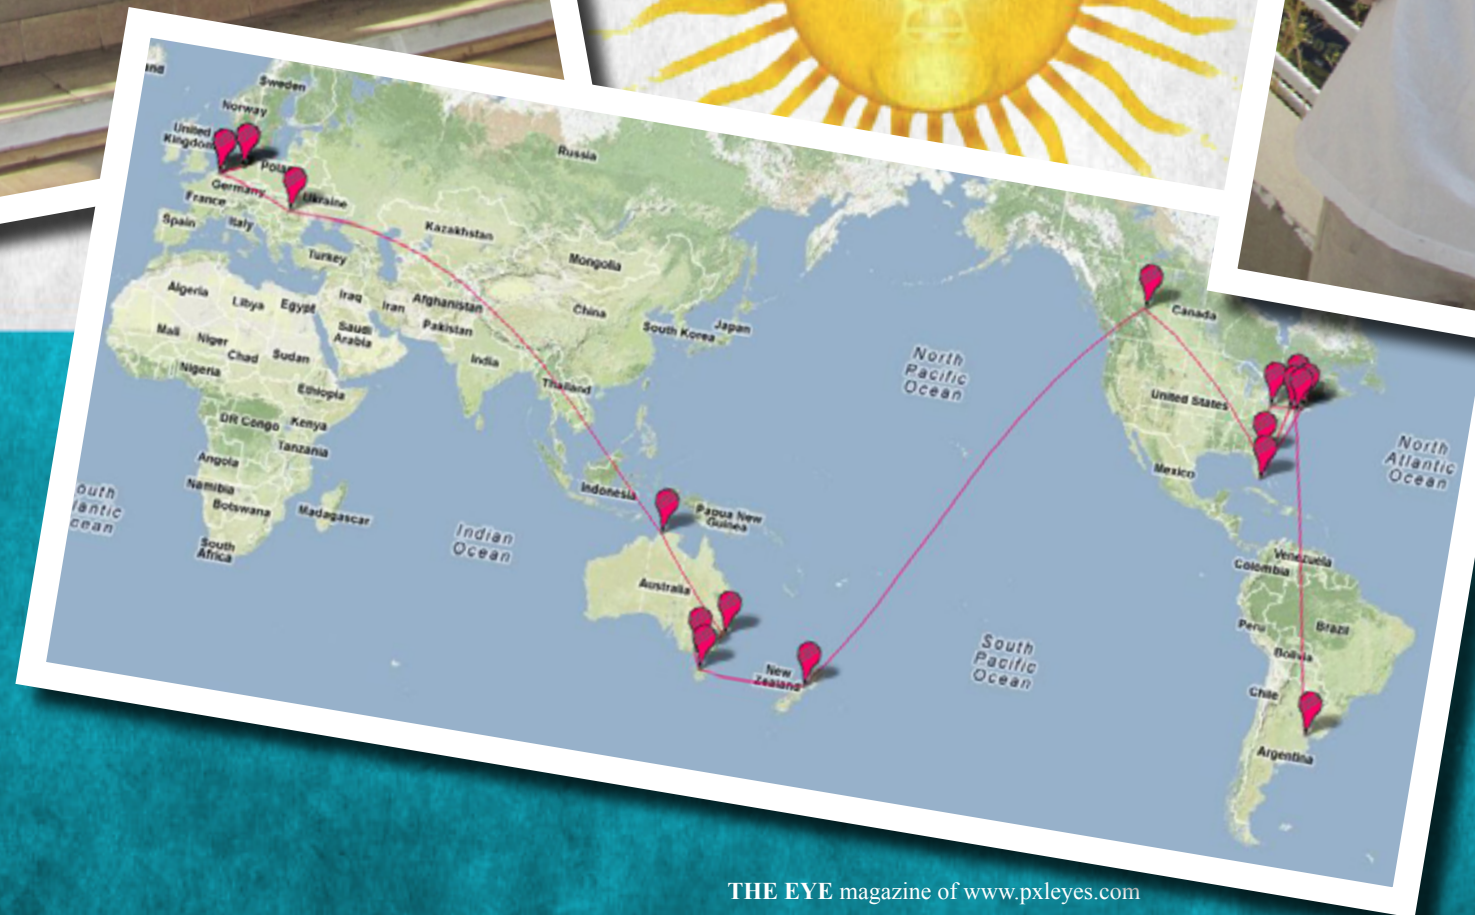 Sweden
Norway
United
Kingdom
Germany
Ukraine
France
Spain
Italy
Turkey
Russia
Kazakhstan
Mongolia
China
South Korea
Japan
Algeria
Libya
Egypt
Iraq
Iran
Afghanistan
Pakistan
Saudi
Arabia
India
Thailand
Mali
Niger
Chad
Sudan
Nigeria
Ethiopia
DR Congo
Kenya
Tanzania
Angola
Namibia
Botswana
Madagascar
South
Africa
Indian
Ocean
Indonesia
Papua New
Guinea
Australia
New
Zealand
North
Pacific
Ocean
South
Pacific
Ocean
Canada
United States
Mexico
North
Atlantic
Ocean
Venezuela
Colombia
Peru
Brazil
Bolivia
Chile
Argentina
THE EYE magazine of www.pxleyes.com